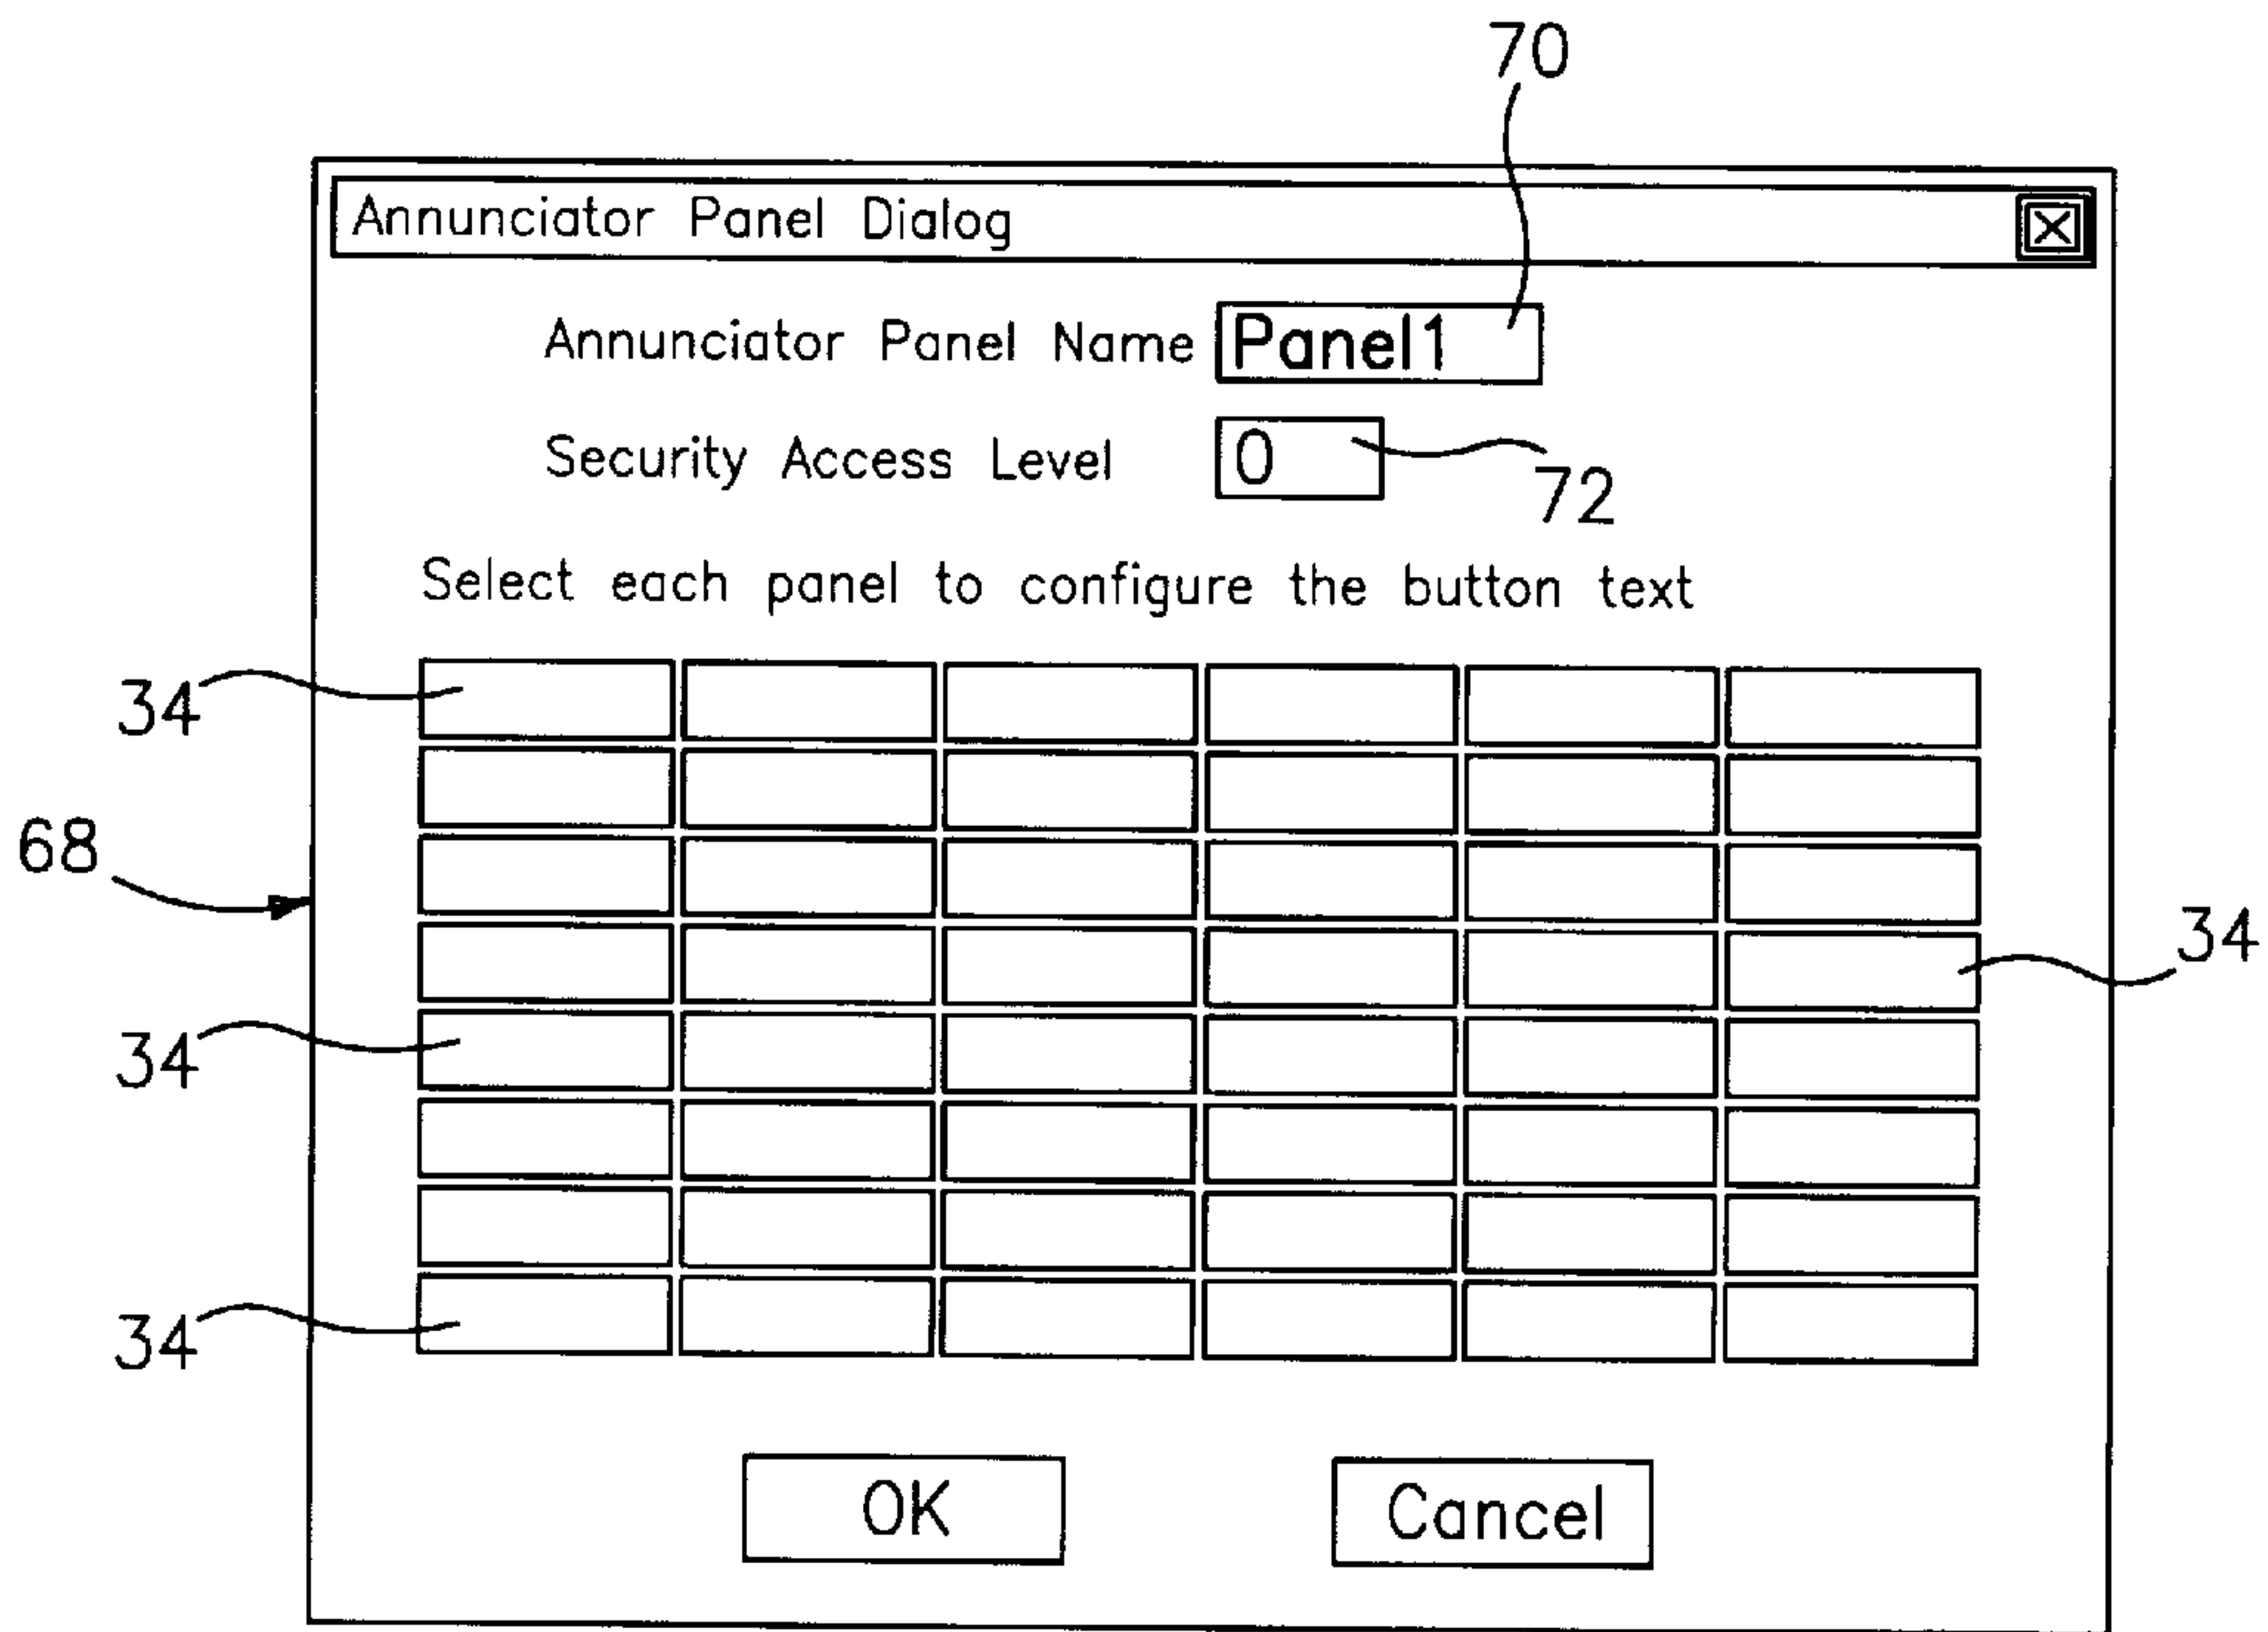 70
Annunciator Panel Dialog
Annunciator Panel Name Panel1
Security Access Level 0
72
Select each panel to configure the button text
34
68
34
34
34
OK Cancel